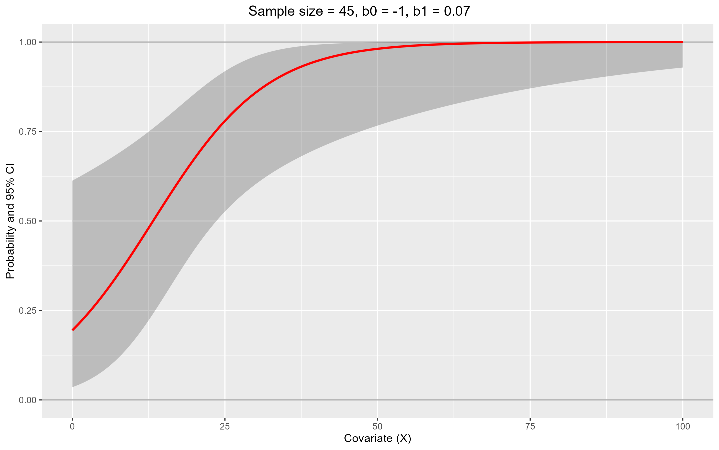 Sample size = 45, b0 = -1, b1 = 0.07
1.00
0.75
0.50
0.25
0.00
Probability and 95% CI
0 25 50 75 100
Covariate (X)